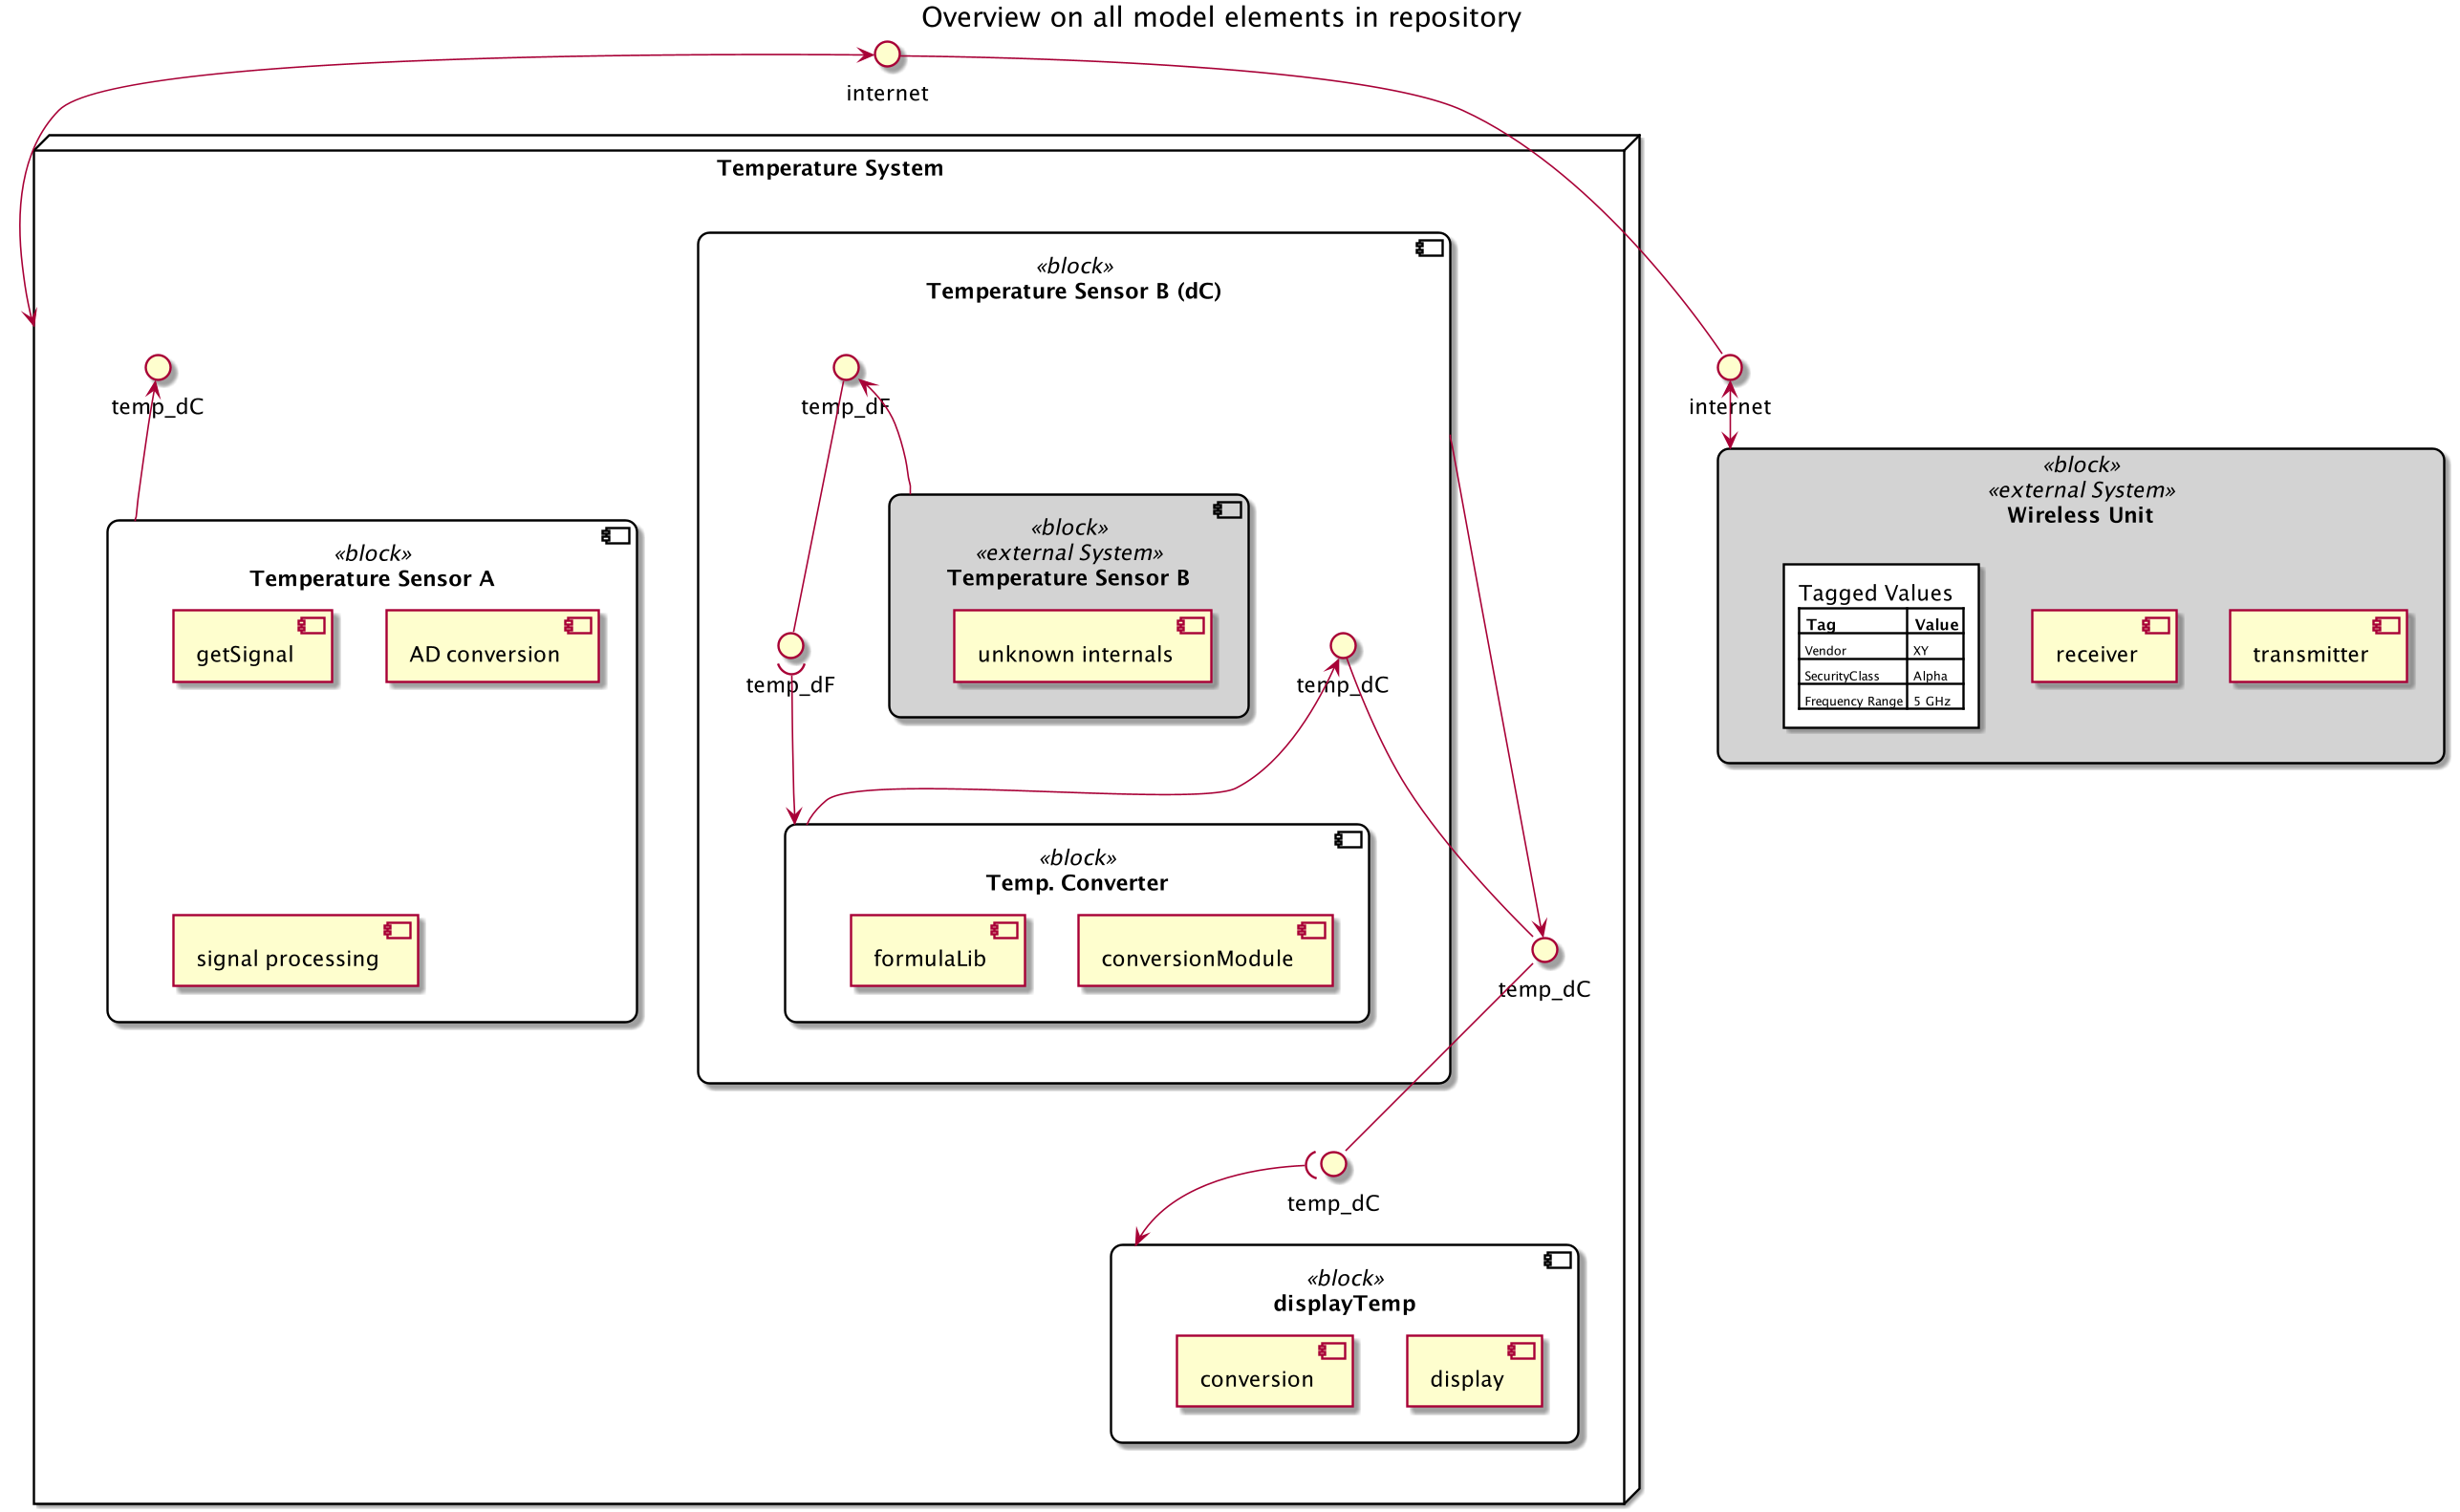 Overview on all model elements in repository
internet
Temperature System
«block»
Temperature Sensor B (dC)
temp_dC
temp_dF
internet
«block»
«external System»
Wireless Unit
Tagged Values
Tag Value
Vendor XY
SecurityClass Alpha
Frequency Range 5 GHz
receiver
transmitter
«block»
Temperature Sensor A
getSignal
AD conversion
signal processing
«block»
«external System»
Temperature Sensor B
unknown internals
temp_dF
temp_dC
«block»
Temp. Converter
formulaLib
conversionModule
temp_dC
temp_dC
«block»
displayTemp
conversion
display